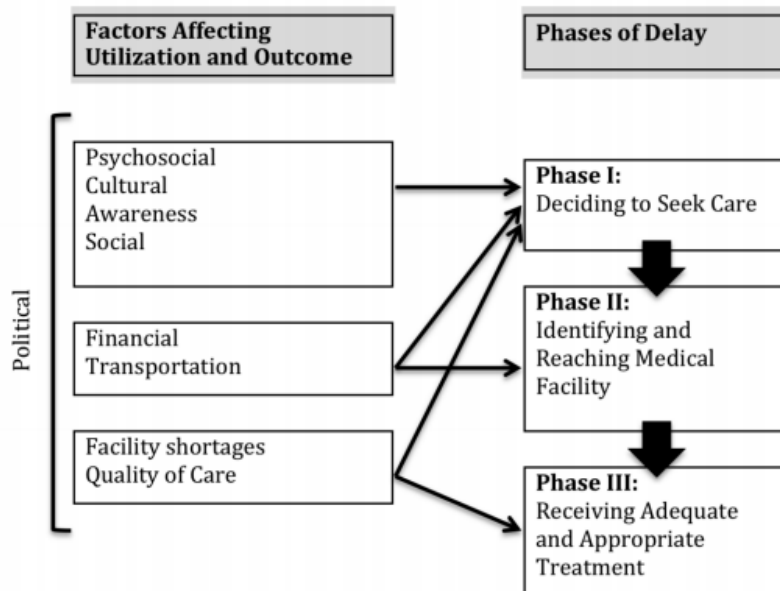 Factors Affecting
Utilization and Outcome
Phases of Delay
Political
Psychosocial
Cultural
Awareness
Social
Financial
Transportation
Facility shortages
Quality of Care
Phase I:
Deciding to Seek Care
Phase II:
Identifying and
Reaching Medical
Facility
Phase III:
Receiving Adequate
and Appropriate
Treatment